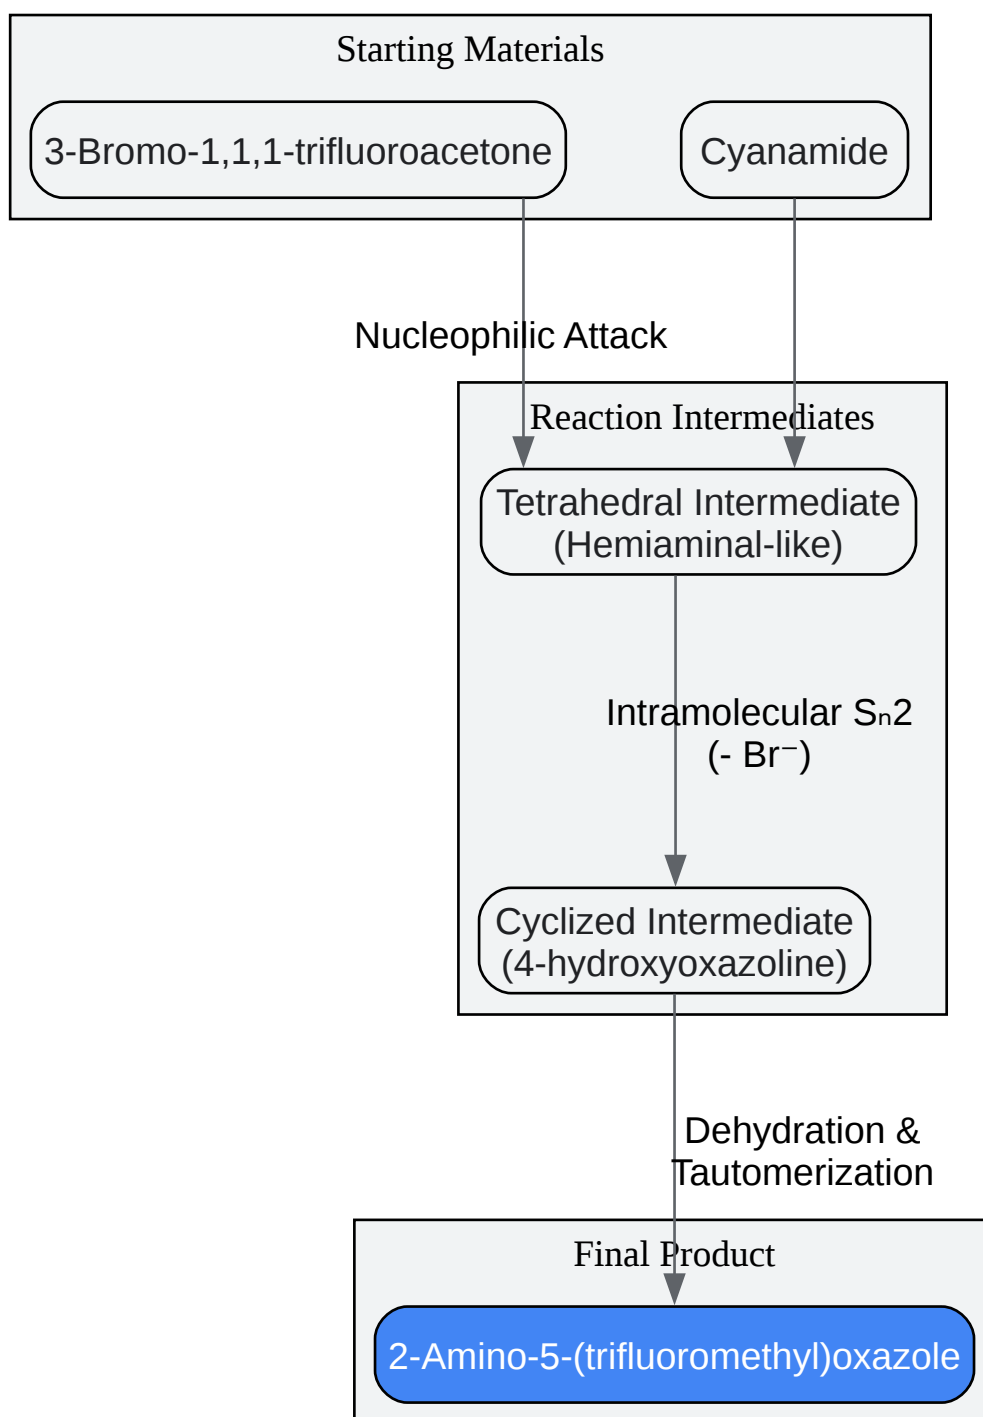 Starting Materials
3-Bromo-1,1,1-trifluoroacetone
Cyanamide
Nucleophilic Attack
Reaction Intermediates
Tetrahedral Intermediate
(Hemiaminal-like)
Intramolecular Sₙ2
(- Br⁻)
Cyclized Intermediate
(4-hydroxyoxazoline)
Dehydration &
Tautomerization
Final Product
2-Amino-5-(trifluoromethyl)oxazole